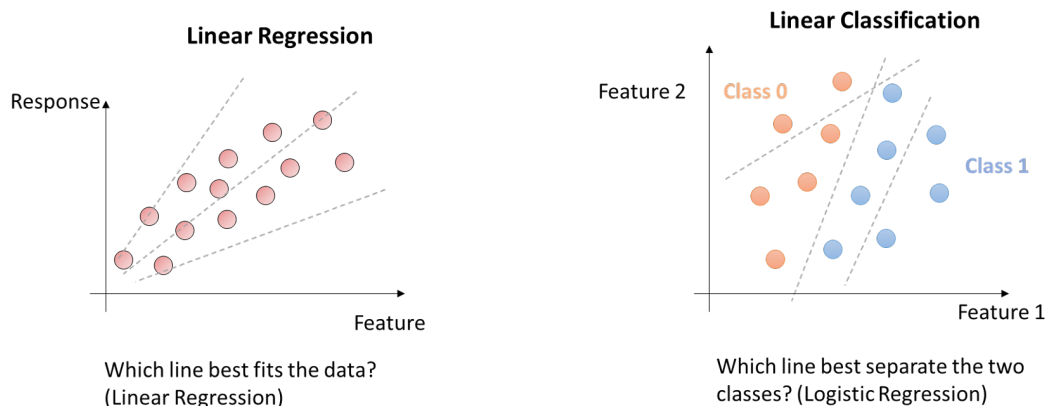 Linear Regression
Response
Feature
Which line best fits the data?
(Linear Regression)
Linear Classification
Feature 2
Class 0
Class 1
Feature 1
Which line best separate the two
classes? (Logistic Regression)